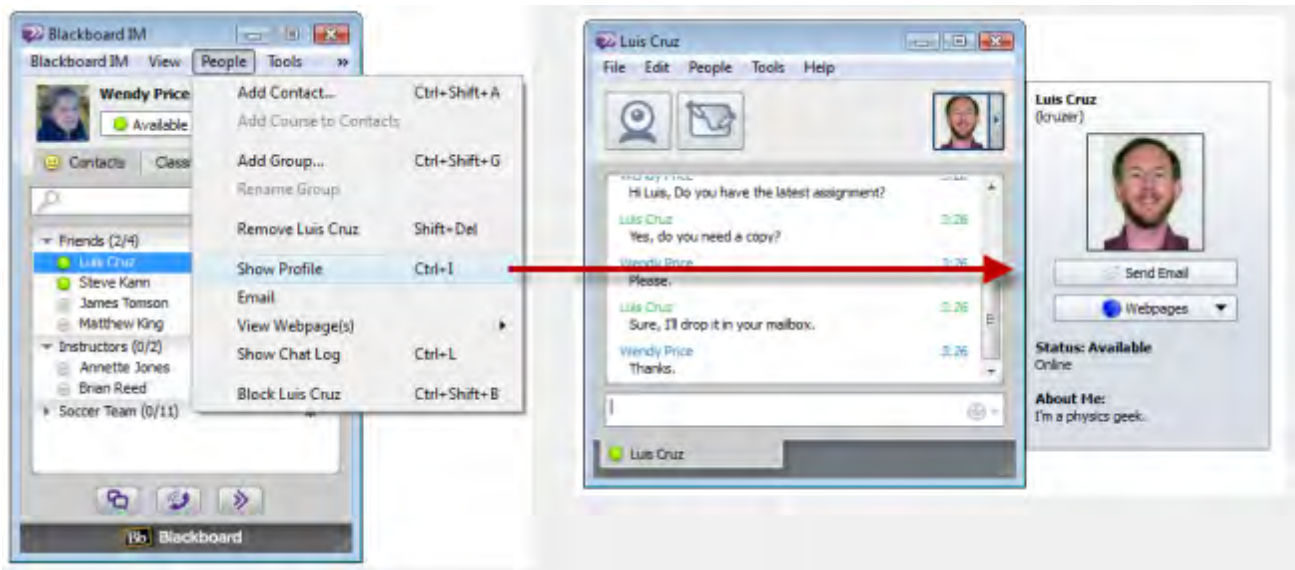 Blackboard IM
Blackboard IM View People Tools »
Wendy Price
Available
Contacts Class
Friends (2/4)
Luis Cruz
Steve Kann
James Tomson
Matthew King
Instructors (0/2)
Annette Jones
Brian Reed
Soccer Team (0/11)
Bb Blackboard
Add Contact... Ctrl+Shift+A
Add Course to Contacts
Add Group... Ctrl+Shift+G
Rename Group
Remove Luis Cruz Shift+Del
Show Profile Ctrl+I
Email
View Webpage(s)
Show Chat Log Ctrl+L
Block Luis Cruz Ctrl+Shift+B
Luis Cruz
File Edit People Tools Help
Wendy Price 3:26
Hi Luis, Do you have the latest assignment?
Luis Cruz 3:26
Yes, do you need a copy?
Wendy Price 3:26
Please.
Luis Cruz 3:26
Sure, I'll drop it in your mailbox.
Wendy Price 3:26
Thanks.
Luis Cruz
Luis Cruz
(kruzer)
Send Email
Webpages
Status: Available
Online
About Me:
I'm a physics geek.